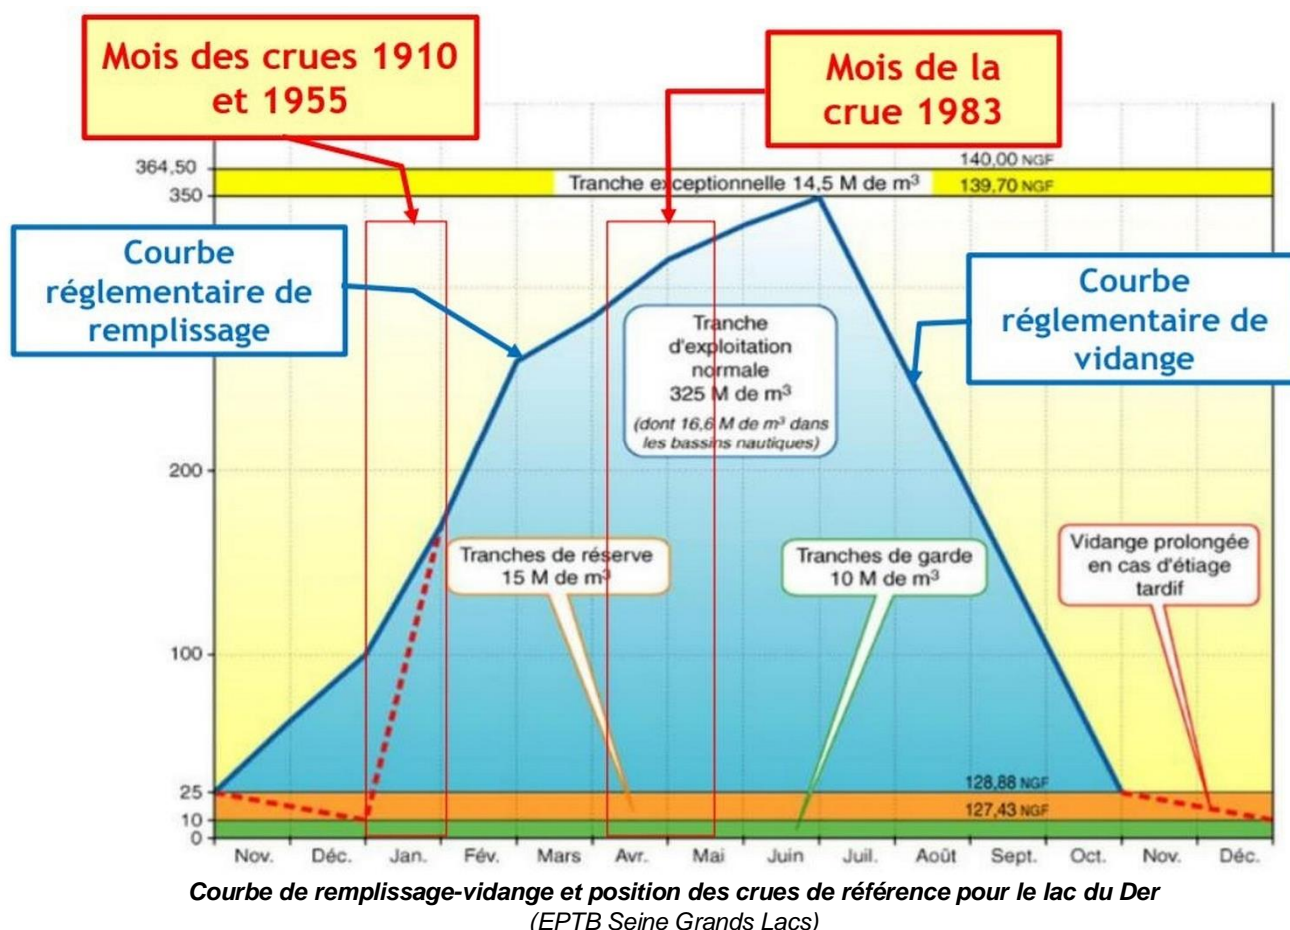 Mois des crues 1910
et 1955
Mois de la
crue 1983
364,50
350
200
100
25
10
0
140,00 NGF
Tranche exceptionnelle 14,5 M de m³
139,70 NGF
Courbe
réglementaire de
remplissage
Courbe
réglementaire de
vidange
Tranche
d'exploitation
normale
325 M de m³
(dont 16,6 M de m³ dans
les bassins nautiques)
Tranches de réserve
15 M de m³
Tranches de garde
10 M de m³
Vidange prolongée
en cas d'étiage
tardif
128,88 NGF
127,43 NGF
Nov. Déc. Jan. Fév. Mars Avr. Mai Juin Juil. Août Sept. Oct. Nov. Déc.
Courbe de remplissage-vidange et position des crues de référence pour le lac du Der
(EPTB Seine Grands Lacs)